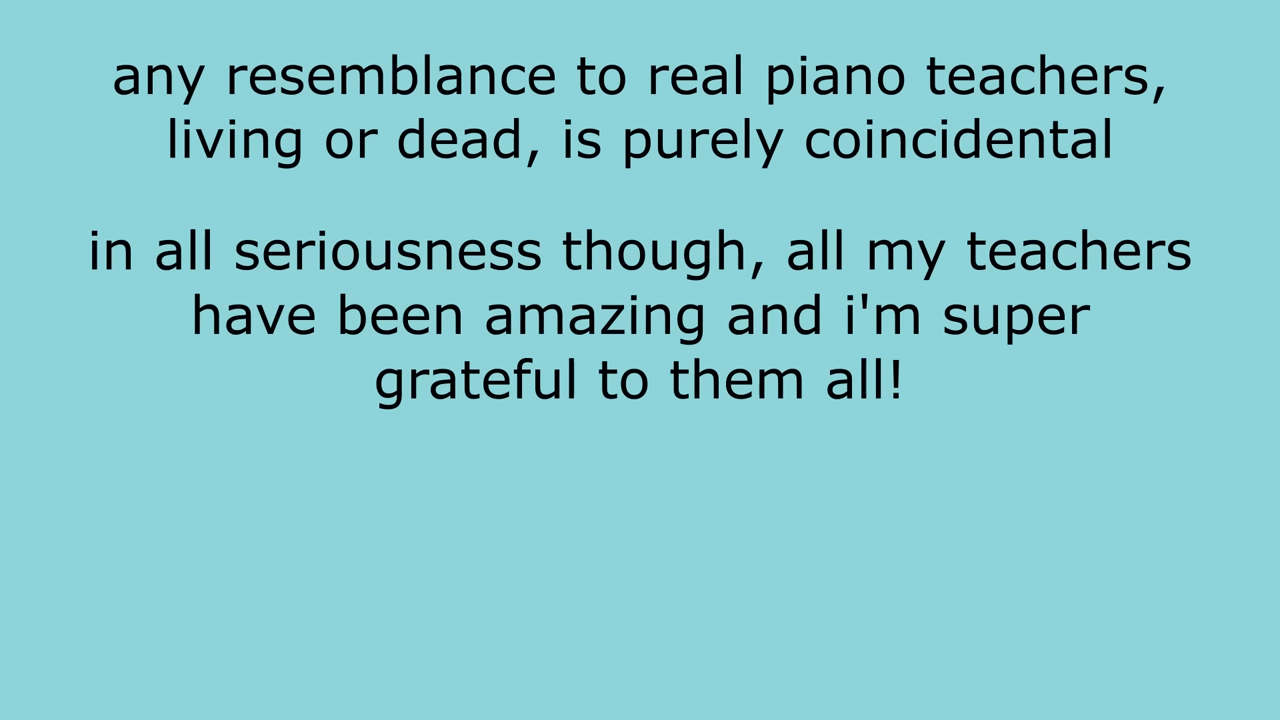 any resemblance to real piano teachers,
living or dead, is purely coincidental
in all seriousness though, all my teachers
have been amazing and i'm super
grateful to them all!